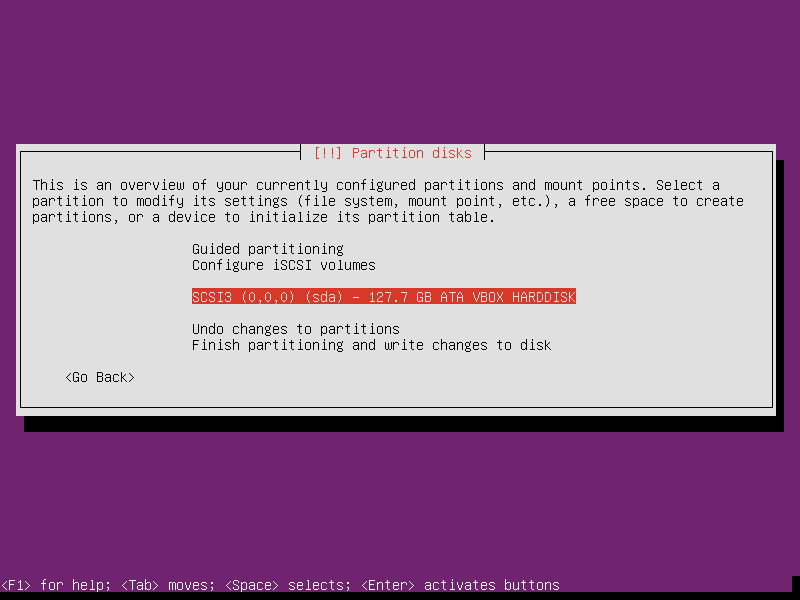 [!!] Partition disks
This is an overview of your currently configured partitions and mount points. Select a
partition to modify its settings (file system, mount point, etc.), a free space to create
partitions, or a device to initialize its partition table.
Guided partitioning
Configure iSCSI volumes
SCSI3 (0,0,0) (sda) - 127.7 GB ATA VBOX HARDDISK
Undo changes to partitions
Finish partitioning and write changes to disk
<Go Back>
<F1> for help; <Tab> moves; <Space> selects; <Enter> activates buttons